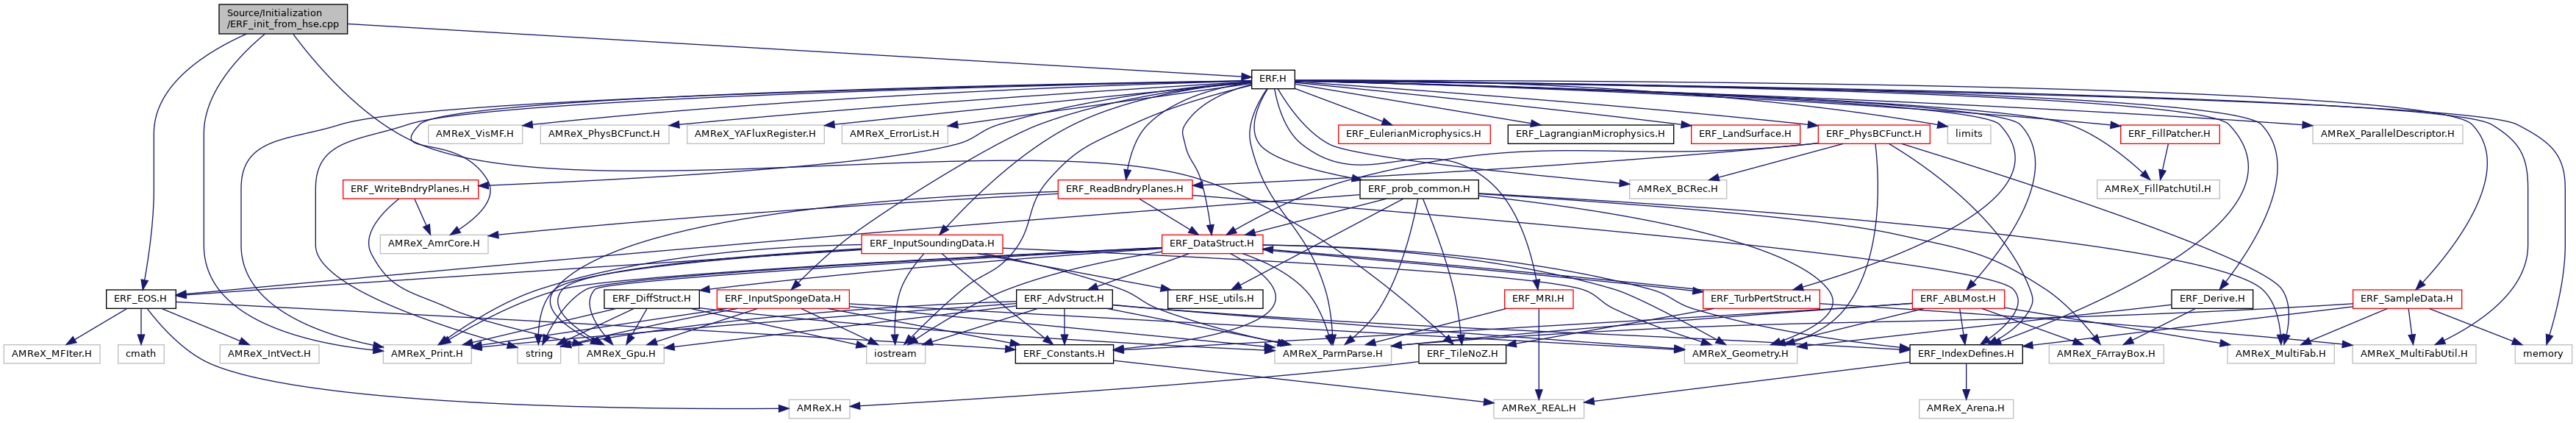 Source/Initialization
/ERF_init_from_hse.cpp
ERF.H
AMReX_VisMF.H
AMReX_PhysBCFunct.H
AMReX_YAFluxRegister.H
AMReX_ErrorList.H
ERF_EulerianMicrophysics.H
ERF_LagrangianMicrophysics.H
ERF_LandSurface.H
ERF_PhysBCFunct.H
limits
ERF_FillPatcher.H
AMReX_ParallelDescriptor.H
ERF_WriteBndryPlanes.H
ERF_ReadBndryPlanes.H
ERF_prob_common.H
AMReX_BCRec.H
AMReX_FillPatchUtil.H
AMReX_AmrCore.H
ERF_InputSoundingData.H
ERF_DataStruct.H
ERF_EOS.H
ERF_DiffStruct.H
ERF_InputSpongeData.H
ERF_AdvStruct.H
ERF_HSE_utils.H
ERF_MRI.H
ERF_TurbPertStruct.H
ERF_ABLMost.H
ERF_Derive.H
ERF_SampleData.H
AMReX_MFIter.H
cmath
AMReX_IntVect.H
AMReX_Print.H
string
AMReX_Gpu.H
iostream
ERF_Constants.H
AMReX_ParmParse.H
ERF_TileNoZ.H
AMReX_Geometry.H
ERF_IndexDefines.H
AMReX_FArrayBox.H
AMReX_MultiFab.H
AMReX_MultiFabUtil.H
memory
AMReX.H
AMReX_REAL.H
AMReX_Arena.H